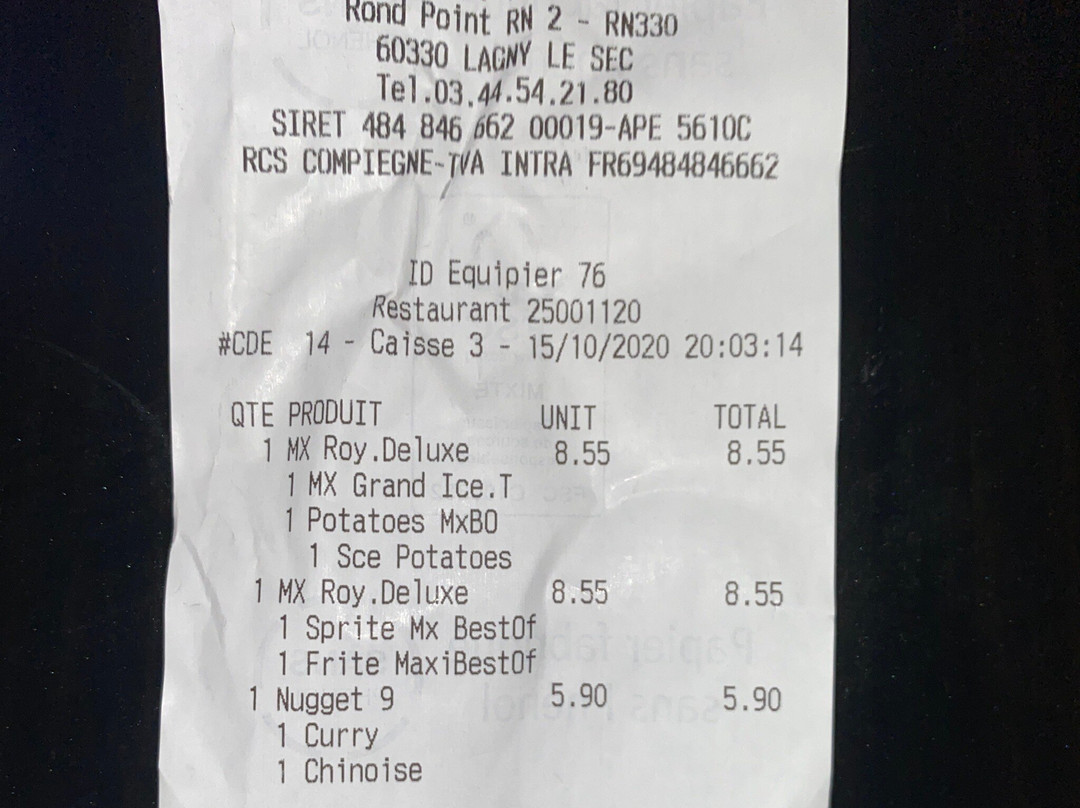 Rond Point RN 2 - RN330
60330 LAGNY LE SEC
Tel.03.44.54.21.80
SIRET 484 846 662 00019-APE 5610C
RCS COMPIEGNE-TVA INTRA FR69484846662
ID Equipier 76
Restaurant 25001120
#CDE 14 - Caisse 3 - 15/10/2020 20:03:14
QTE PRODUIT UNIT TOTAL
1 MX Roy.Deluxe 8.55 8.55
1 MX Grand Ice.T
1 Potatoes MxBO
1 Sce Potatoes
1 MX Roy.Deluxe 8.55 8.55
1 Sprite Mx BestOf
1 Frite MaxiBestOf
1 Nugget 9 5.90 5.90
1 Curry
1 Chinoise